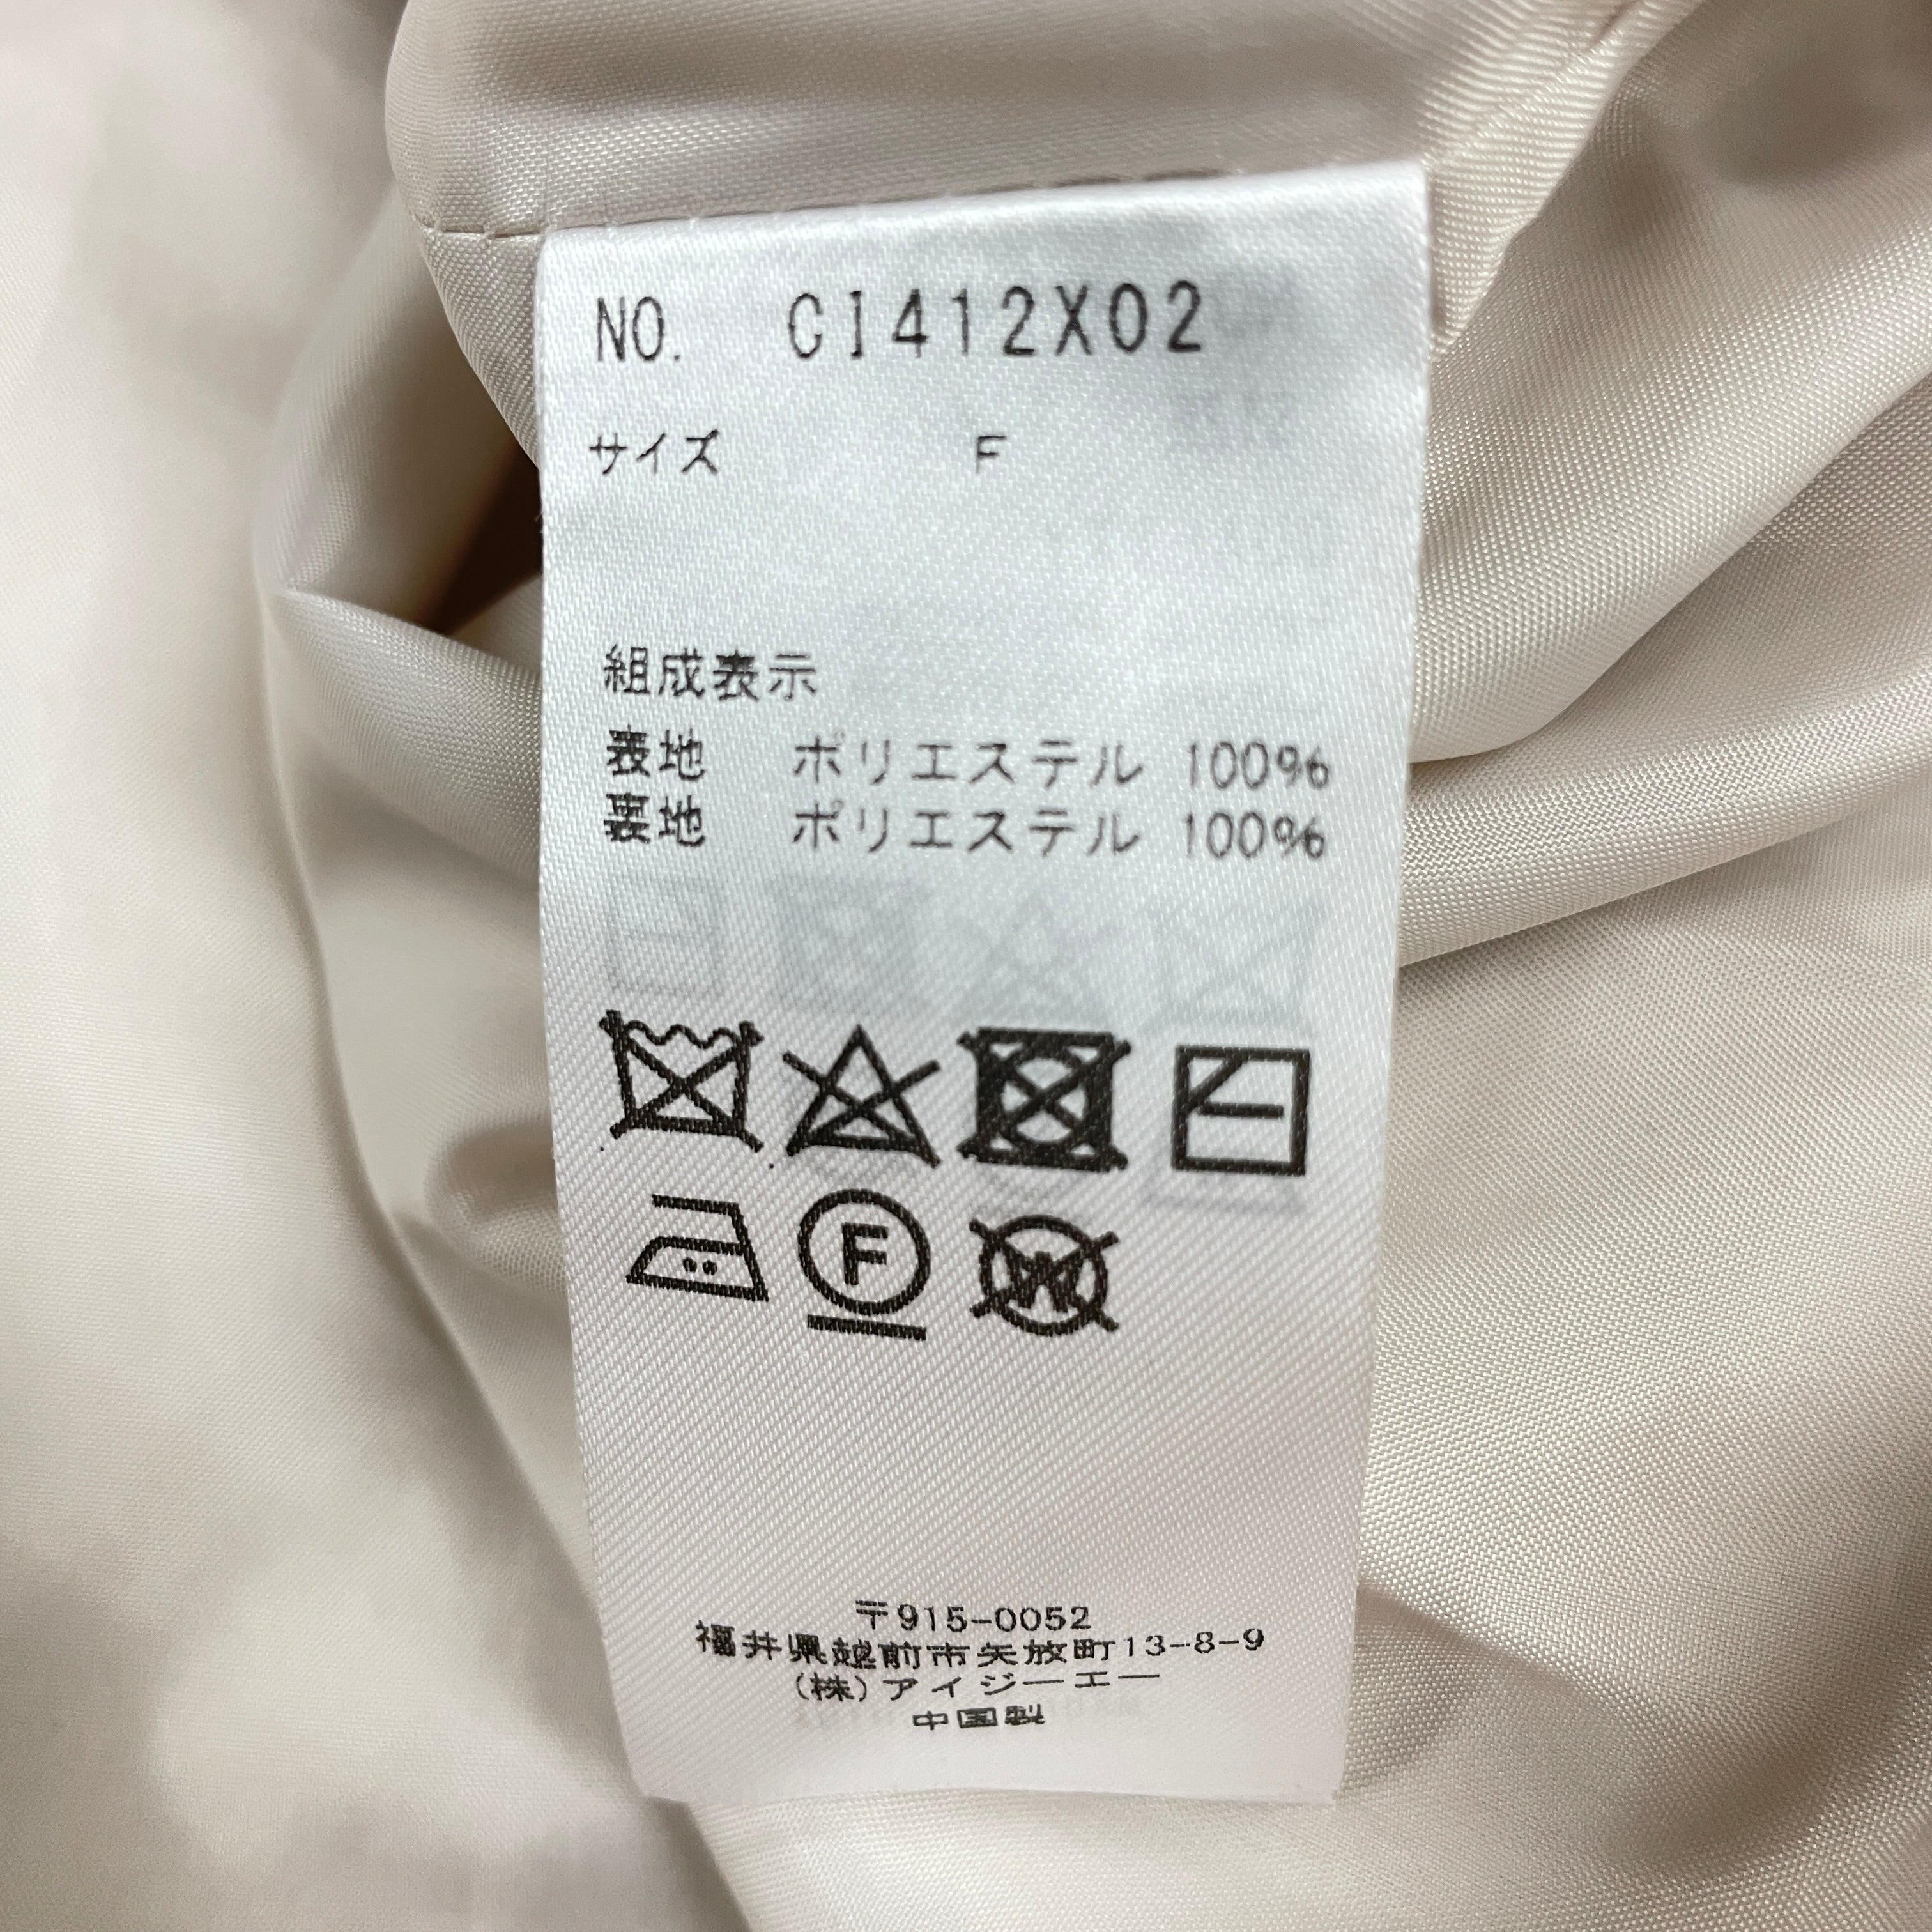 NO. CI412X02
サイズ F
組成表示
表地 ポリエステル 100%
裏地 ポリエステル 100%
F
W
〒915-0052
福井県越前市矢放町13-8-9
(株)アイジーエー
中国製